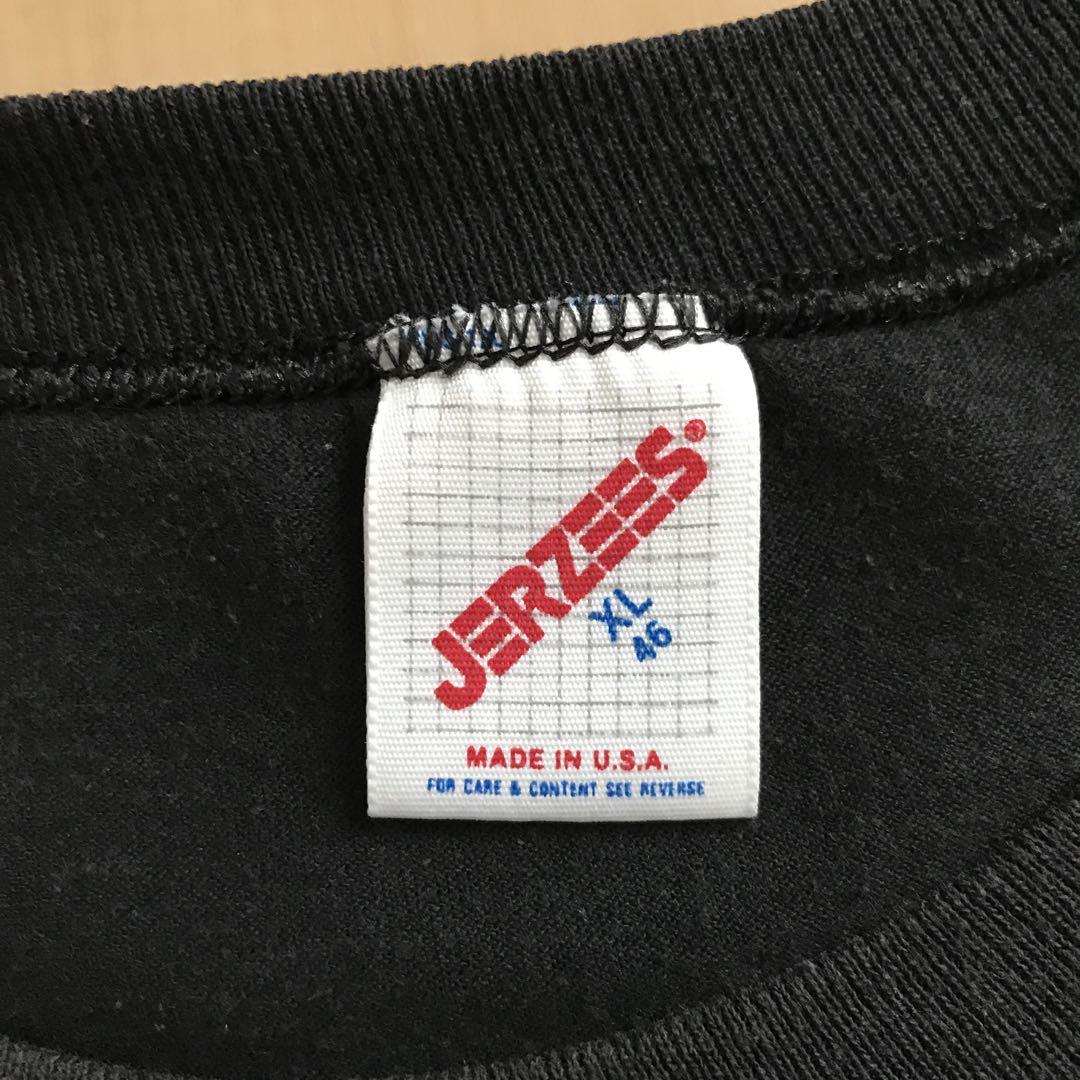 JERZEES
XL
46
MADE IN U.S.A.
FOR CARE & CONTENT SEE REVERSE